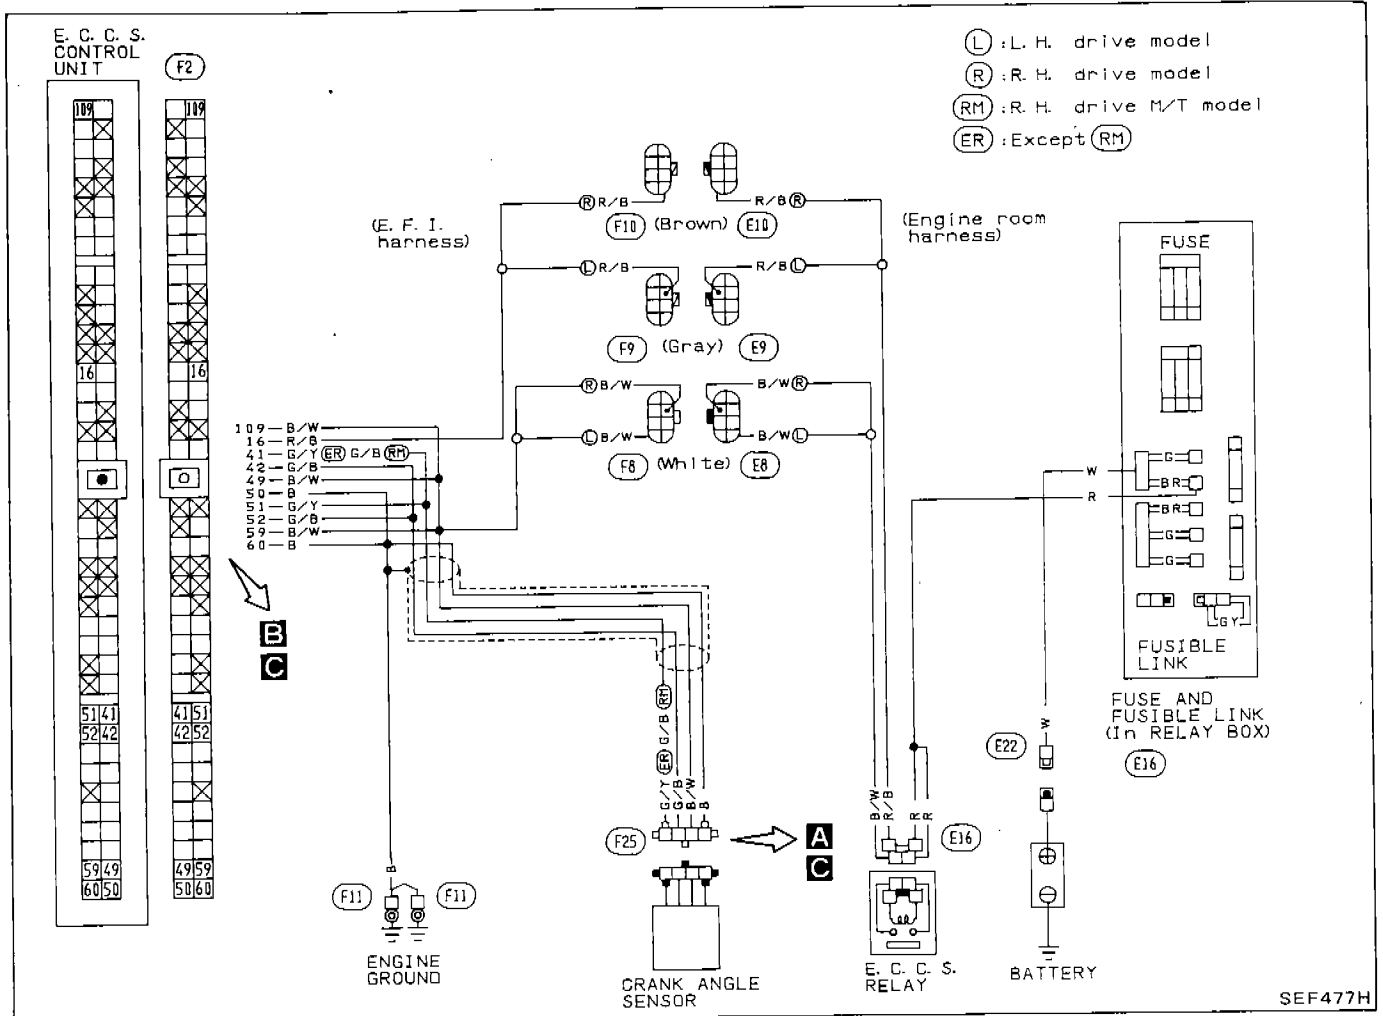 E. C. C. S.
CONTROL
UNIT
F2
L :L. H. drive model
R :R. H. drive model
RM :R. H. drive M/T model
ER :Except RM
109
109
16
16
51 41
52 42
41 51
42 52
59 49
60 50
49 59
50 60
(E. F. I.
harness)
(Engine room
harness)
R R/B
R/B R
F10 (Brown) E10
L R/B
R/B L
F9 (Gray) E9
R B/W
B/W R
L B/W
B/W L
F8 (White) E8
109 - B/W
16 - R/B
41 - G/Y ER G/B RM
42 - G/B
49 - B/W
50 - B
51 - G/Y
52 - G/B
59 - B/W
60 - B
B
C
FUSE
W
R
G
BR
BR
G
G
GY
FUSIBLE
LINK
FUSE AND
FUSIBLE LINK
(In RELAY BOX)
E16
G/Y ER G/B RM
G/B
B/W
B
F25
A
C
B/W
R/B
R
R
E16
W
E22
B
F11
F11
ENGINE
GROUND
CRANK ANGLE
SENSOR
E. C. C. S.
RELAY
BATTERY
SEF477H